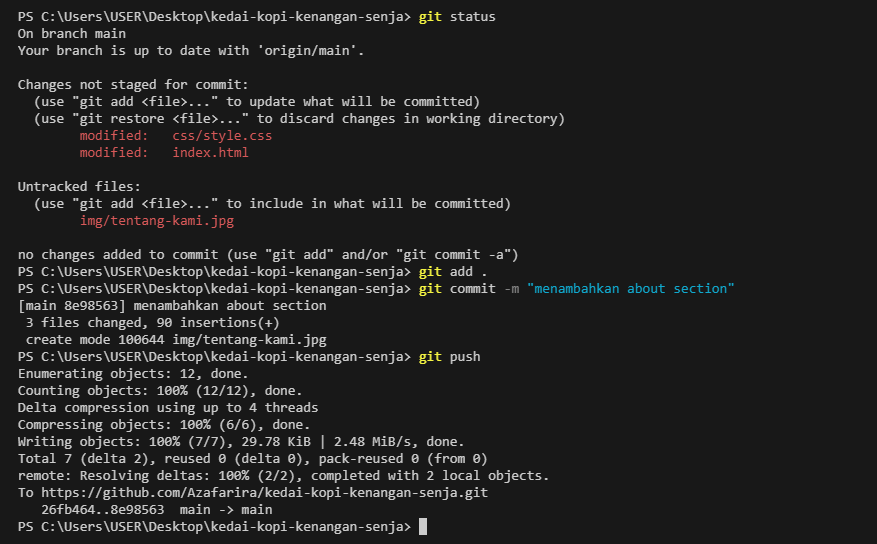 PS C:\Users\USER\Desktop\kedai-kopi-kenangan-senja> git status
On branch main
Your branch is up to date with 'origin/main'.

Changes not staged for commit:
  (use "git add <file>..." to update what will be committed)
  (use "git restore <file>..." to discard changes in working directory)
        modified:   css/style.css
        modified:   index.html

Untracked files:
  (use "git add <file>..." to include in what will be committed)
        img/tentang-kami.jpg

no changes added to commit (use "git add" and/or "git commit -a")
PS C:\Users\USER\Desktop\kedai-kopi-kenangan-senja> git add .
PS C:\Users\USER\Desktop\kedai-kopi-kenangan-senja> git commit -m "menambahkan about section"
[main 8e98563] menambahkan about section
 3 files changed, 90 insertions(+)
 create mode 100644 img/tentang-kami.jpg
PS C:\Users\USER\Desktop\kedai-kopi-kenangan-senja> git push
Enumerating objects: 12, done.
Counting objects: 100% (12/12), done.
Delta compression using up to 4 threads
Compressing objects: 100% (6/6), done.
Writing objects: 100% (7/7), 29.78 KiB | 2.48 MiB/s, done.
Total 7 (delta 2), reused 0 (delta 0), pack-reused 0 (from 0)
remote: Resolving deltas: 100% (2/2), completed with 2 local objects.
To https://github.com/Azafarira/kedai-kopi-kenangan-senja.git
   26fb464..8e98563  main -> main
PS C:\Users\USER\Desktop\kedai-kopi-kenangan-senja>